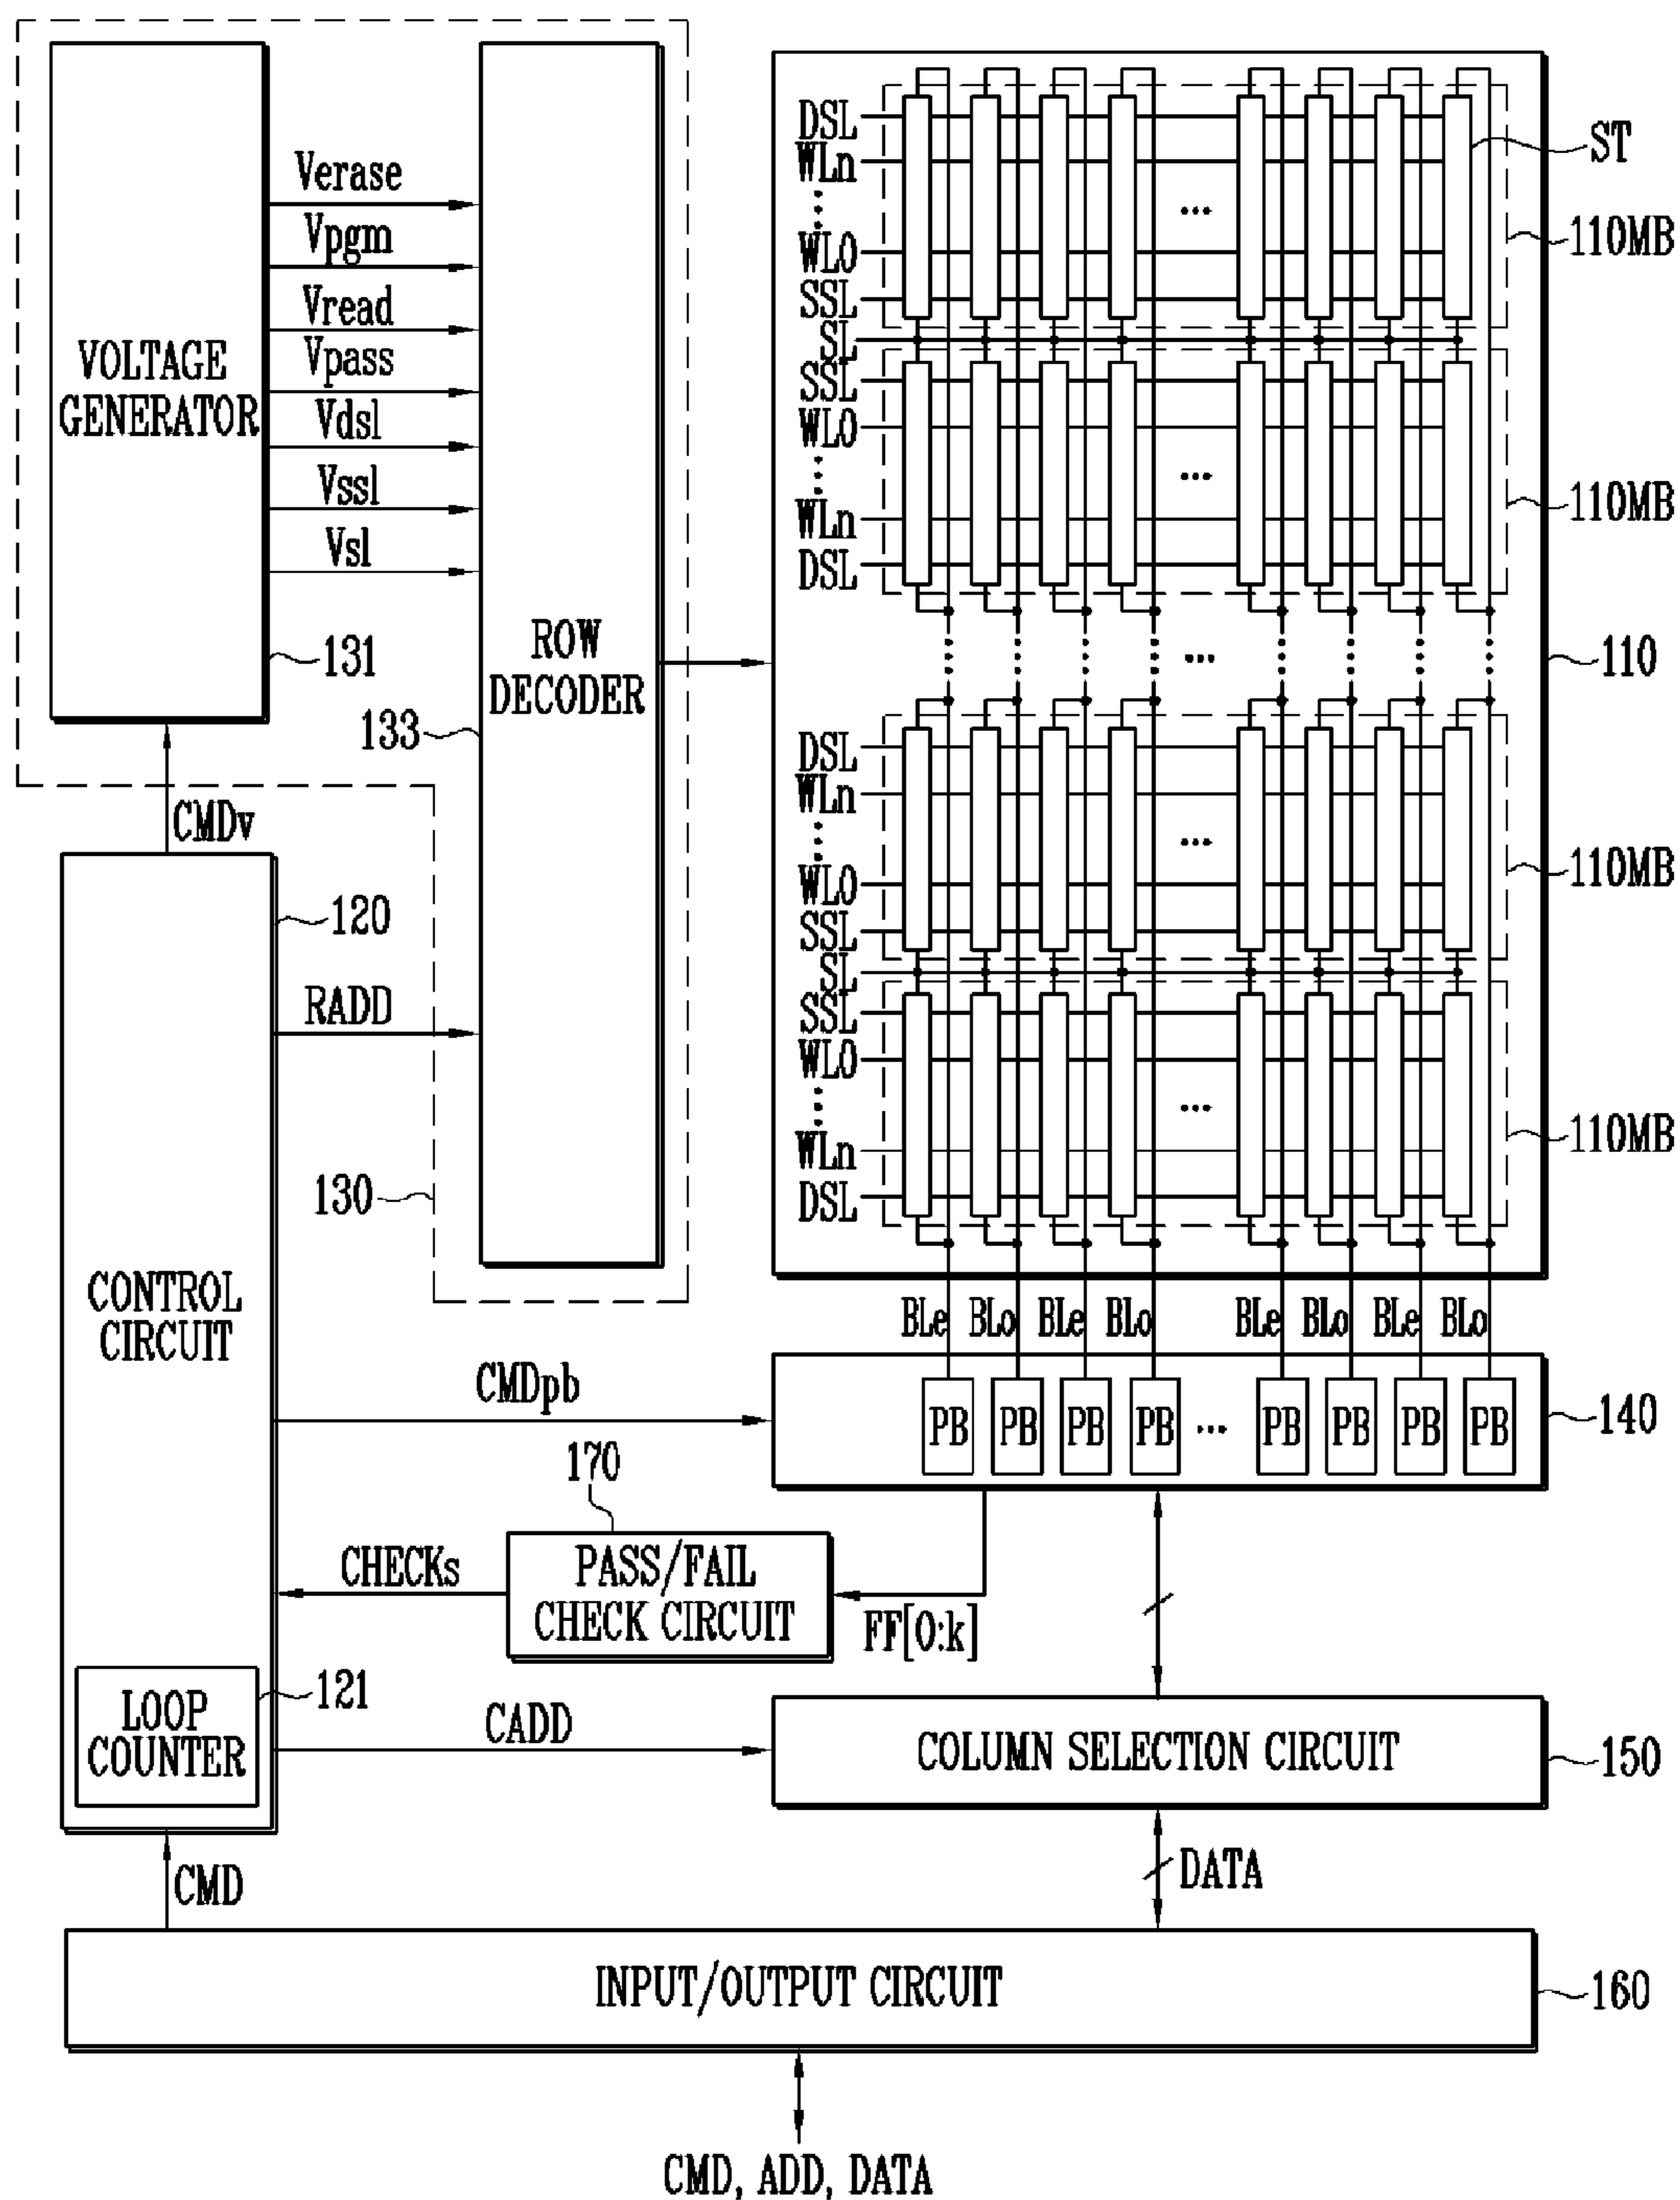 VOLTAGE
GENERATOR
131
Verase
Vpgm
Vread
Vpass
Vdsl
Vssl
Vsl
ROW
DECODER
133
130
DSL
WLn
WL0
SSL
SL
SSL
WL0
WLn
DSL
...
DSL
WLn
WL0
SSL
SL
SSL
WL0
WLn
DSL
ST
110MB
110MB
110
110MB
110MB
CMDv
120
RADD
CONTROL
CIRCUIT
BLe BLo BLe BLo BLe BLo BLe BLo
CMDpb
PB PB PB PB ... PB PB PB PB
140
170
CHECKs
PASS/FAIL
CHECK CIRCUIT
FF[0:k]
LOOP
COUNTER
121
CADD
COLUMN SELECTION CIRCUIT
150
CMD
DATA
INPUT/OUTPUT CIRCUIT
160
CMD, ADD, DATA